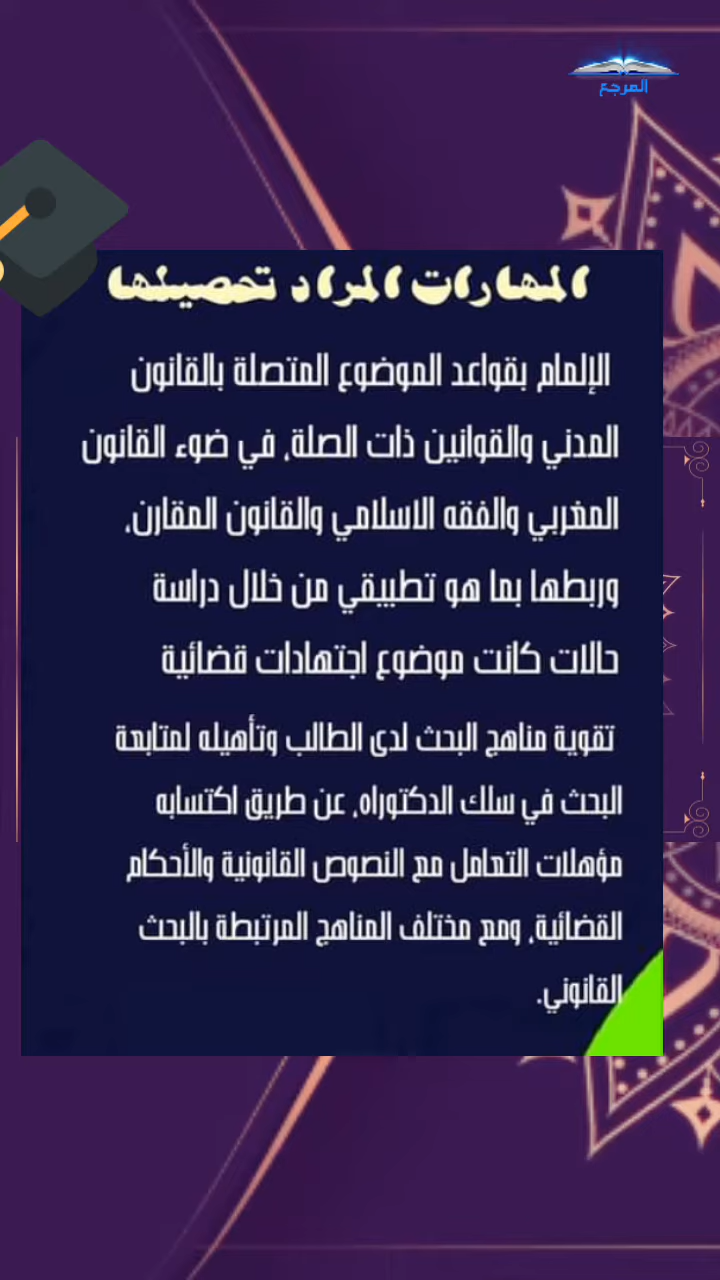 المرجع
المهارات المراد تحصيلها
الإلمام بقواعد الموضوع المتصلة بالقانون
المدني والقوانين ذات الصلة، في ضوء القانون
المغربي والفقه الاسلامي والقانون المقارن،
وربطها بما هو تطبيقي من خلال دراسة
حالات كانت موضوع اجتهادات قضائية
تقوية مناهج البحث لدى الطالب وتأهيله لمتابعة
البحث في سلك الدكتوراه، عن طريق اكتسابه
مؤهلات التعامل مع النصوص القانونية والأحكام
القضائية، ومع مختلف المناهج المرتبطة بالبحث
القانوني.